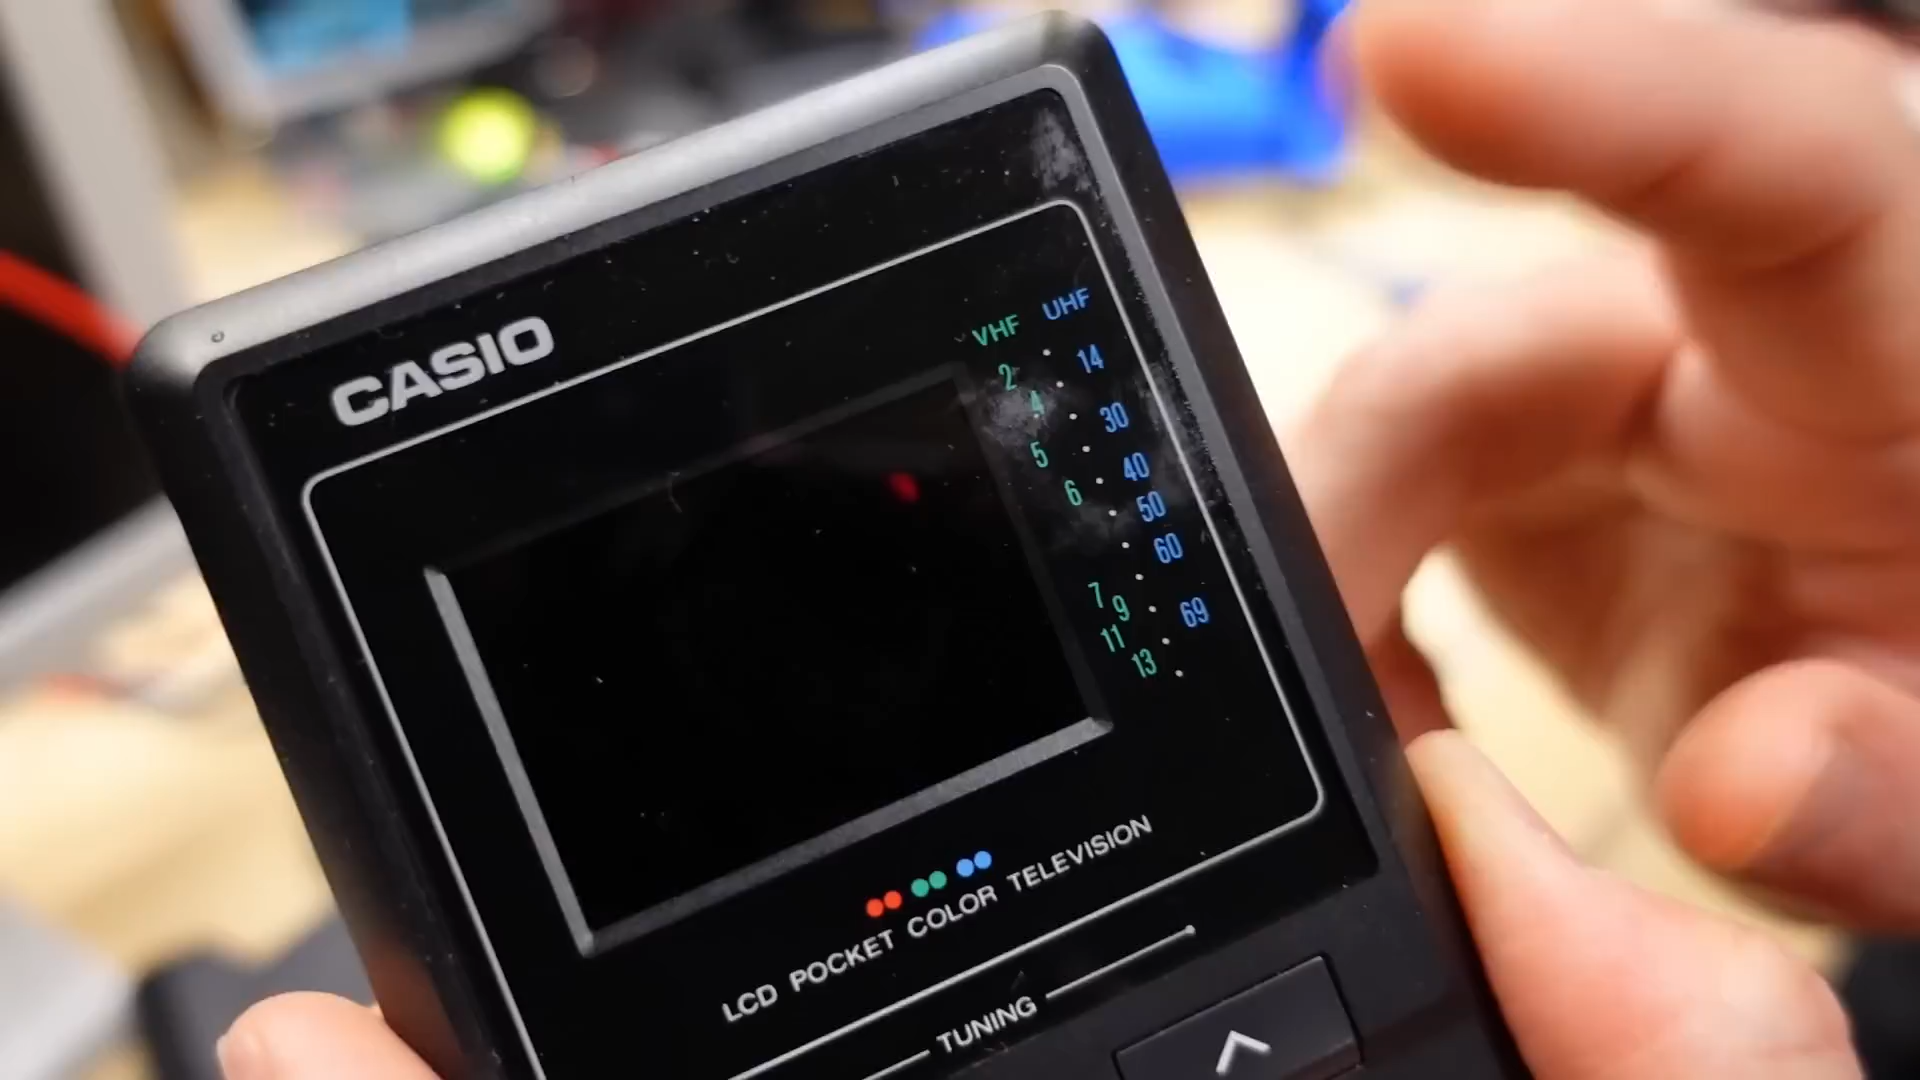 CASIO
VHF UHF
2 14
4 30
5 40
6 50
60
7
9 69
11
13
LCD POCKET COLOR TELEVISION
TUNING